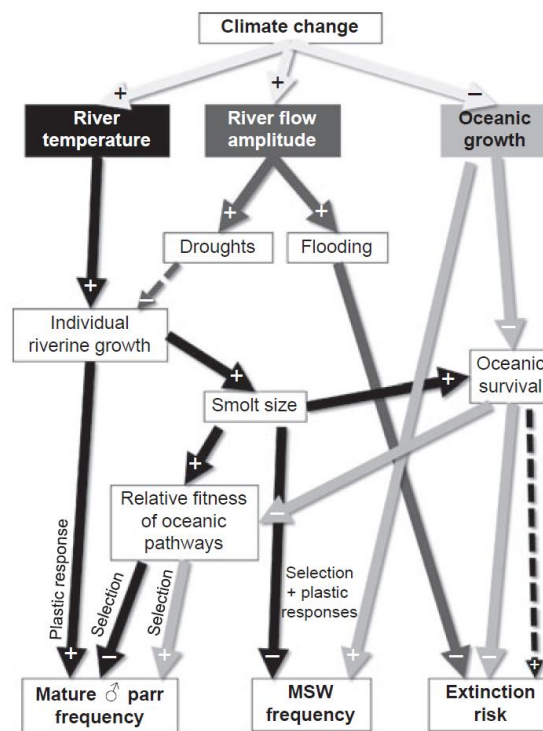 Climate change
+
+
−
River
temperature
River flow
amplitude
Oceanic
growth
+
+
Droughts
Flooding
+
−
−
Individual
riverine growth
Oceanic
survival
+
+
Smolt size
+
Relative fitness
of oceanic
pathways
−
Plastic response
Selection
Selection
Selection
+ plastic
responses
+
−
+
−
+
−
−
+
Mature ♂ parr
frequency
MSW
frequency
Extinction
risk